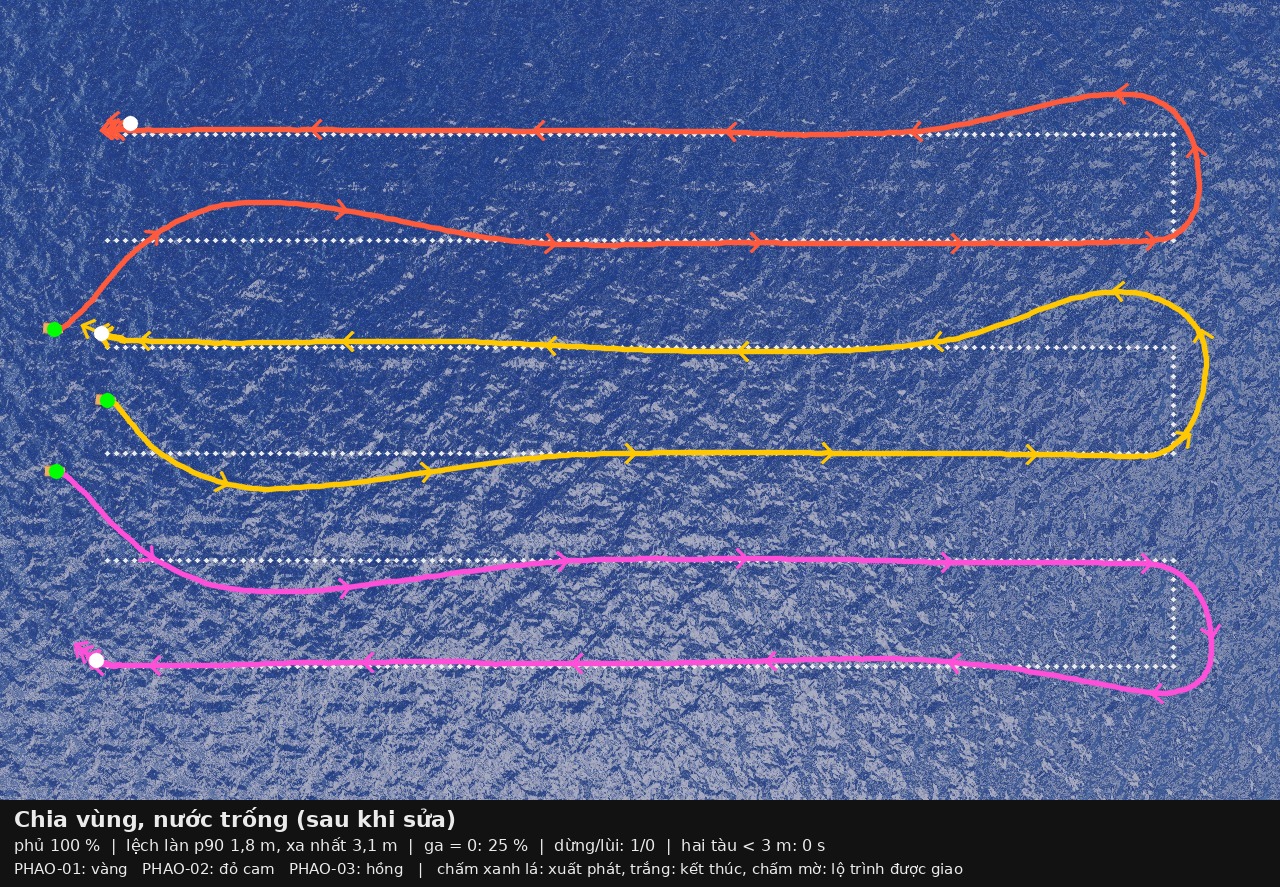 Chia vùng, nước trống (sau khi sửa)
phủ 100 %  |  lệch làn p90 1,8 m, xa nhất 3,1 m  |  ga = 0: 25 %  |  dừng/lùi: 1/0  |  hai tàu < 3 m: 0 s
PHAO-01: vàng   PHAO-02: đỏ cam   PHAO-03: hồng   |   chấm xanh lá: xuất phát, trắng: kết thúc, chấm mờ: lộ trình được giao